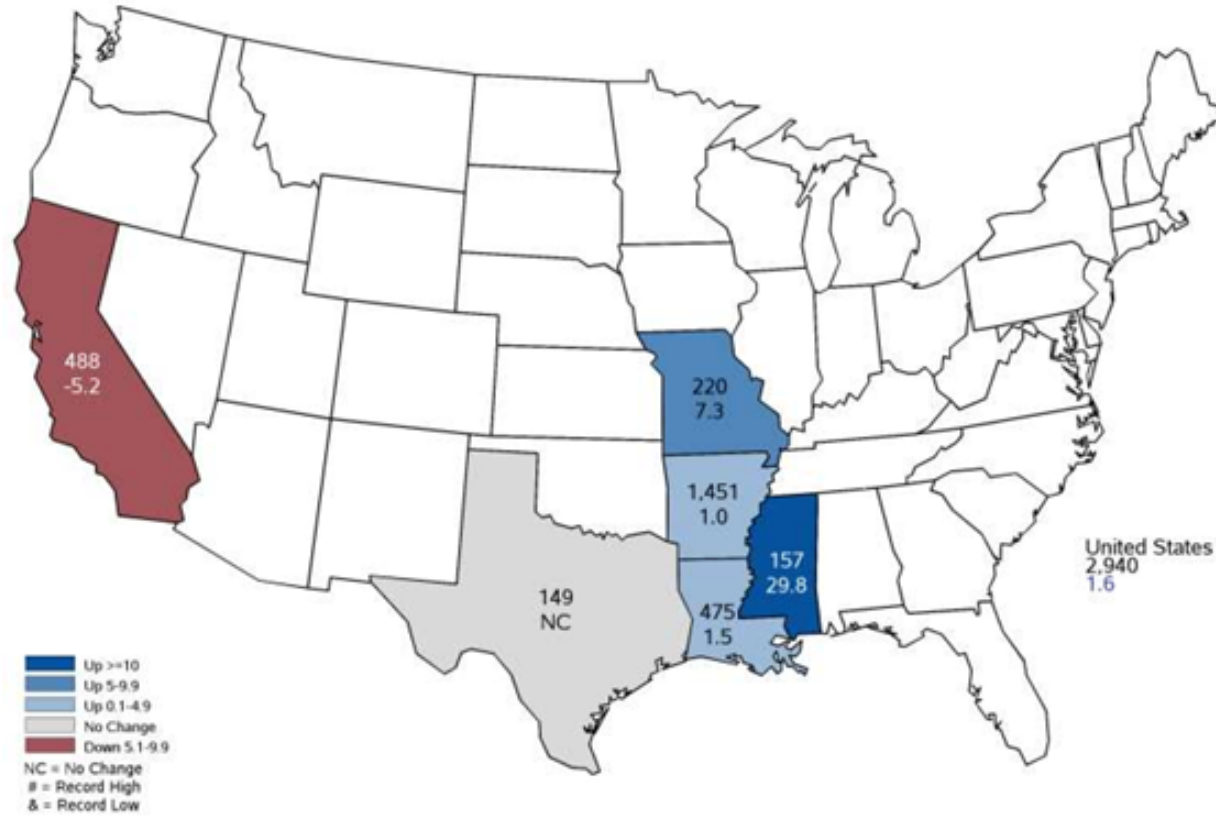 488
-5.2
220
7.3
1,451
1.0
157
29.8
149
NC
475
1.5
United States
2,940
1.6
Up >=10
Up 5-9.9
Up 0.1-4.9
No Change
Down 5.1-9.9
NC = No Change
# = Record High
& = Record Low